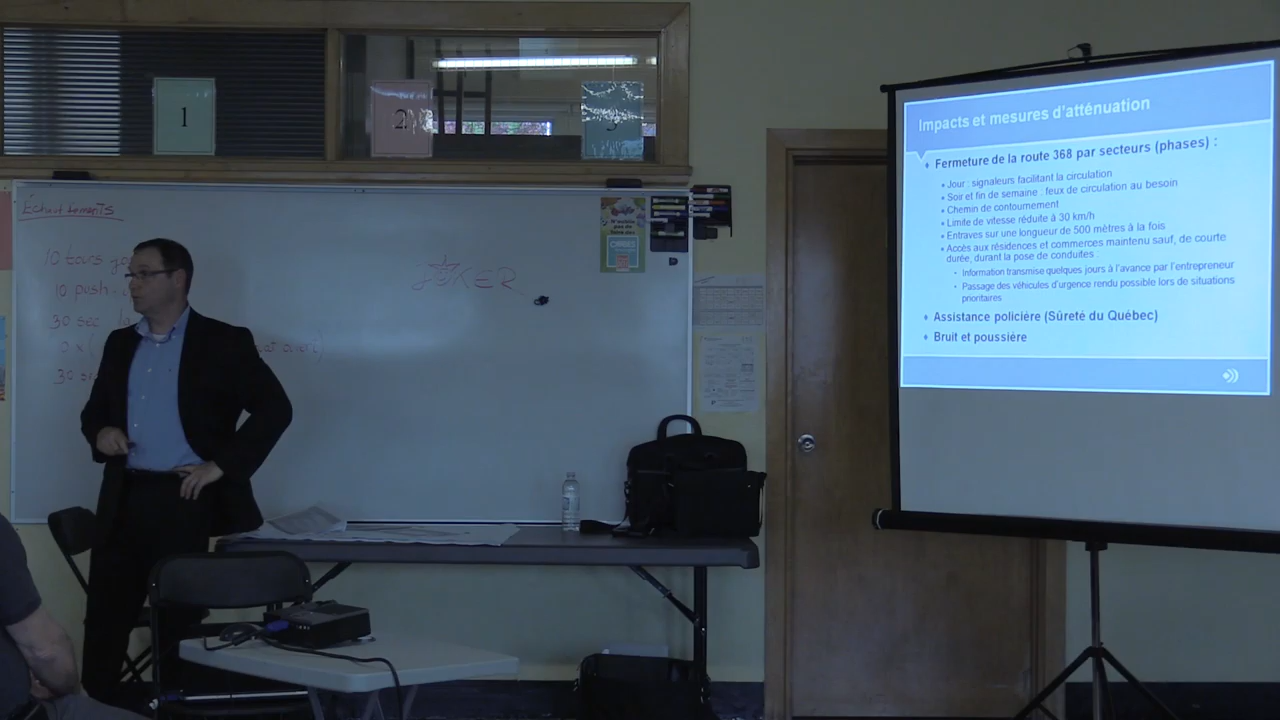 1
2
3
Échauffements
10 tours
10 push-
30 sec
30 sec
JOKER
Impacts et mesures d'atténuation
Fermeture de la route 368 par secteurs (phases) :
Jour : signaleurs facilitant la circulation
Soir et fin de semaine : feux de circulation au besoin
Chemin de contournement
Limite de vitesse réduite à 30 km/h
Entraves sur une longueur de 500 mètres à la fois
Accès aux résidences et commerces maintenu sauf, de courte
durée, durant la pose de conduites :
Information transmise quelques jours à l'avance par l'entrepreneur
Passage des véhicules d'urgence rendu possible lors de situations
prioritaires
Assistance policière (Sûreté du Québec)
Bruit et poussière